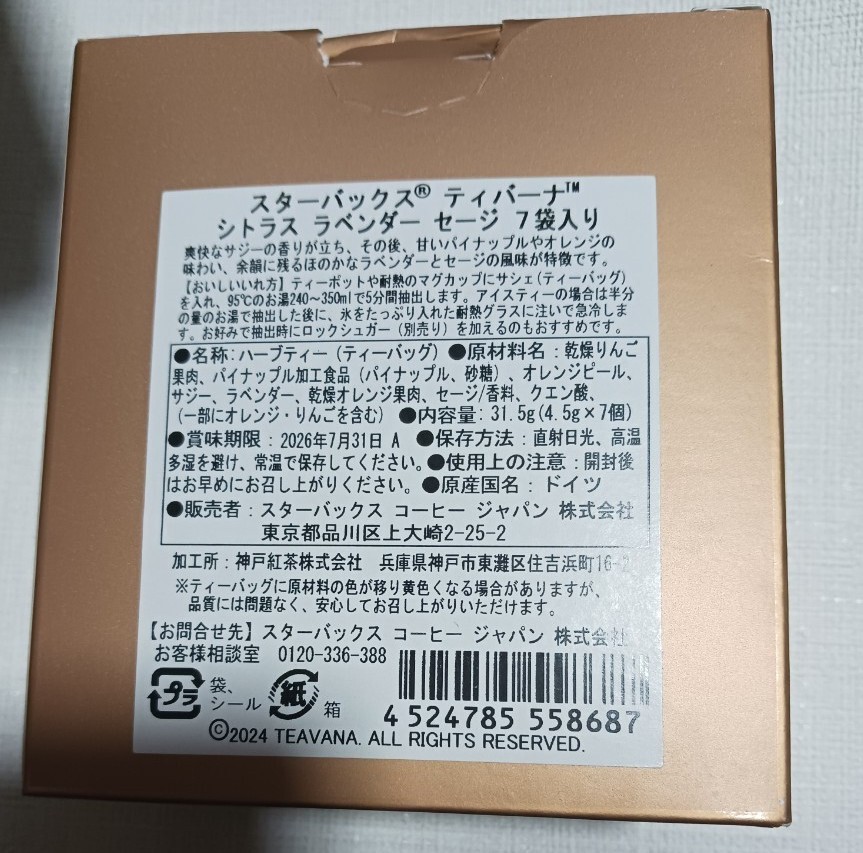 スターバックス® ティバーナ™
シトラス ラベンダー セージ 7袋入り
爽快なサジーの香りが立ち、その後、甘いパイナップルやオレンジの
味わい、余韻に残るほのかなラベンダーとセージの風味が特徴です。
【おいしいいれ方】ティーポットや耐熱のマグカップにサシェ(ティーバッグ)
を入れ、95℃のお湯240～350mlで5分間抽出します。アイスティーの場合は半分
の量のお湯で抽出した後に、氷をたっぷり入れた耐熱グラスに注いで急冷しま
す。お好みで抽出時にロックシュガー（別売り）を加えるのもおすすめです。
●名称:ハーブティー（ティーバッグ）●原材料名：乾燥りんご
果肉、パイナップル加工食品（パイナップル、砂糖）、オレンジピール、
サジー、ラベンダー、乾燥オレンジ果肉、セージ/香料、クエン酸、
（一部にオレンジ・りんごを含む）●内容量: 31.5g(4.5g×7個)
●賞味期限：2026年7月31日 A ●保存方法：直射日光、高温
多湿を避け、常温で保存してください。●使用上の注意：開封後
はお早めにお召し上がりください。●原産国名：ドイツ
●販売者：スターバックス コーヒー ジャパン 株式会社
東京都品川区上大崎2-25-2
加工所：神戸紅茶株式会社 兵庫県神戸市東灘区住吉浜町16-2
※ティーバッグに原材料の色が移り黄色くなる場合がありますが、
品質には問題なく、安心してお召し上がりいただけます。
【お問合せ先】スターバックス コーヒー ジャパン 株式会社
お客様相談室 0120-336-388
プラ 袋、シール 紙 箱
4 524785 558687
©2024 TEAVANA. ALL RIGHTS RESERVED.